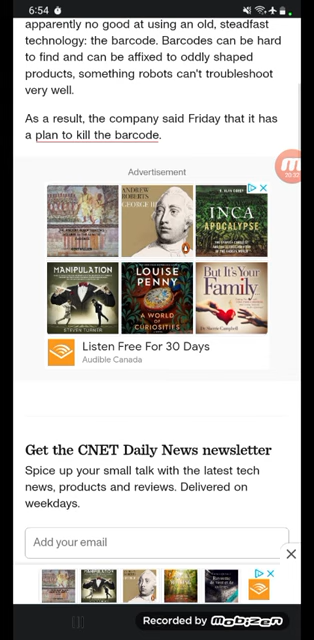 6:54
apparently no good at using an old, steadfast
technology: the barcode. Barcodes can be hard
to find and can be affixed to oddly shaped
products, something robots can't troubleshoot
very well.
As a result, the company said Friday that it has
a plan to kill the barcode.
Advertisement
ANDREW
ROBERTS
GEORGE III
INCA
APOCALYPSE
MANIPULATION
STEVEN TURNER
LOUISE
PENNY
A WORLD
OF
CURIOSITIES
But It's Your
Family
Dr. Sherrie Campbell
Listen Free For 30 Days
Audible Canada
Get the CNET Daily News newsletter
Spice up your small talk with the latest tech
news, products and reviews. Delivered on
weekdays.
Add your email
Recorded by mobizen